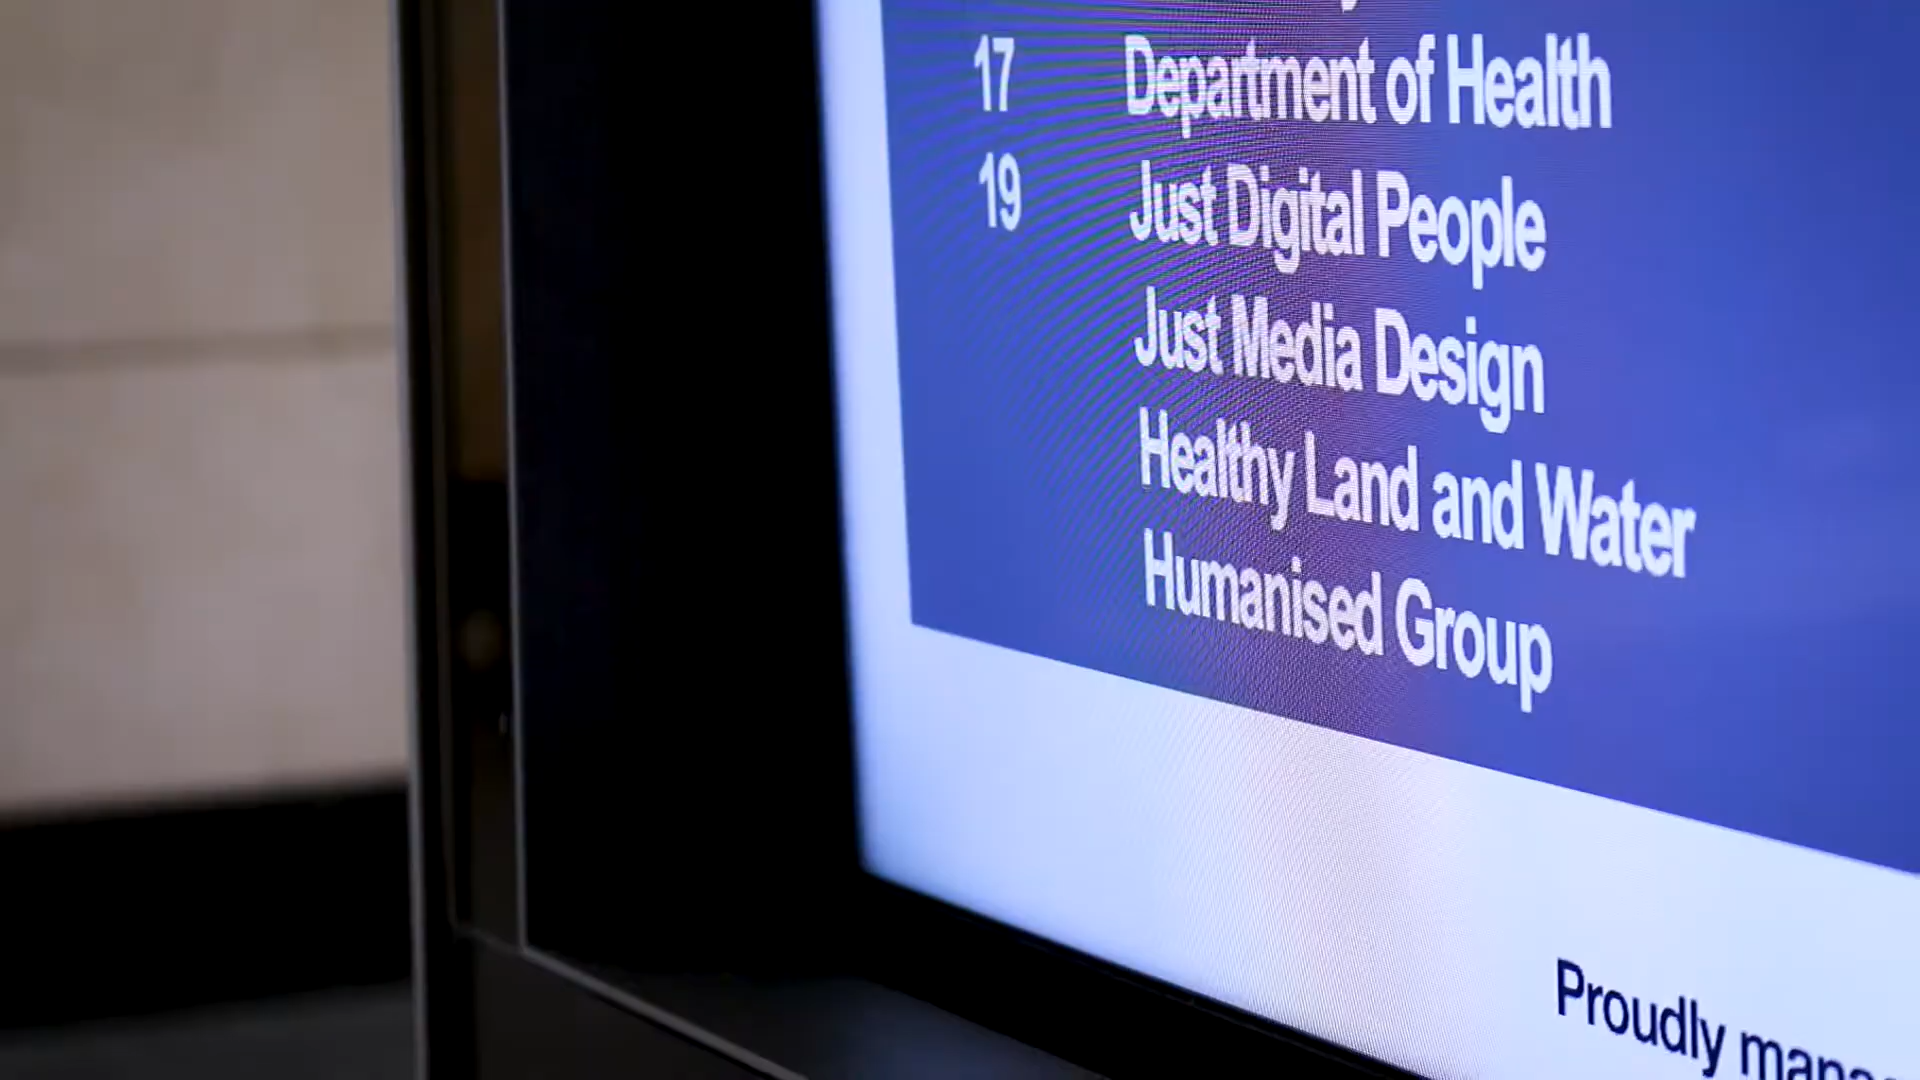 17 Department of Health
19 Just Digital People
Just Media Design
Healthy Land and Water
Humanised Group
Proudly